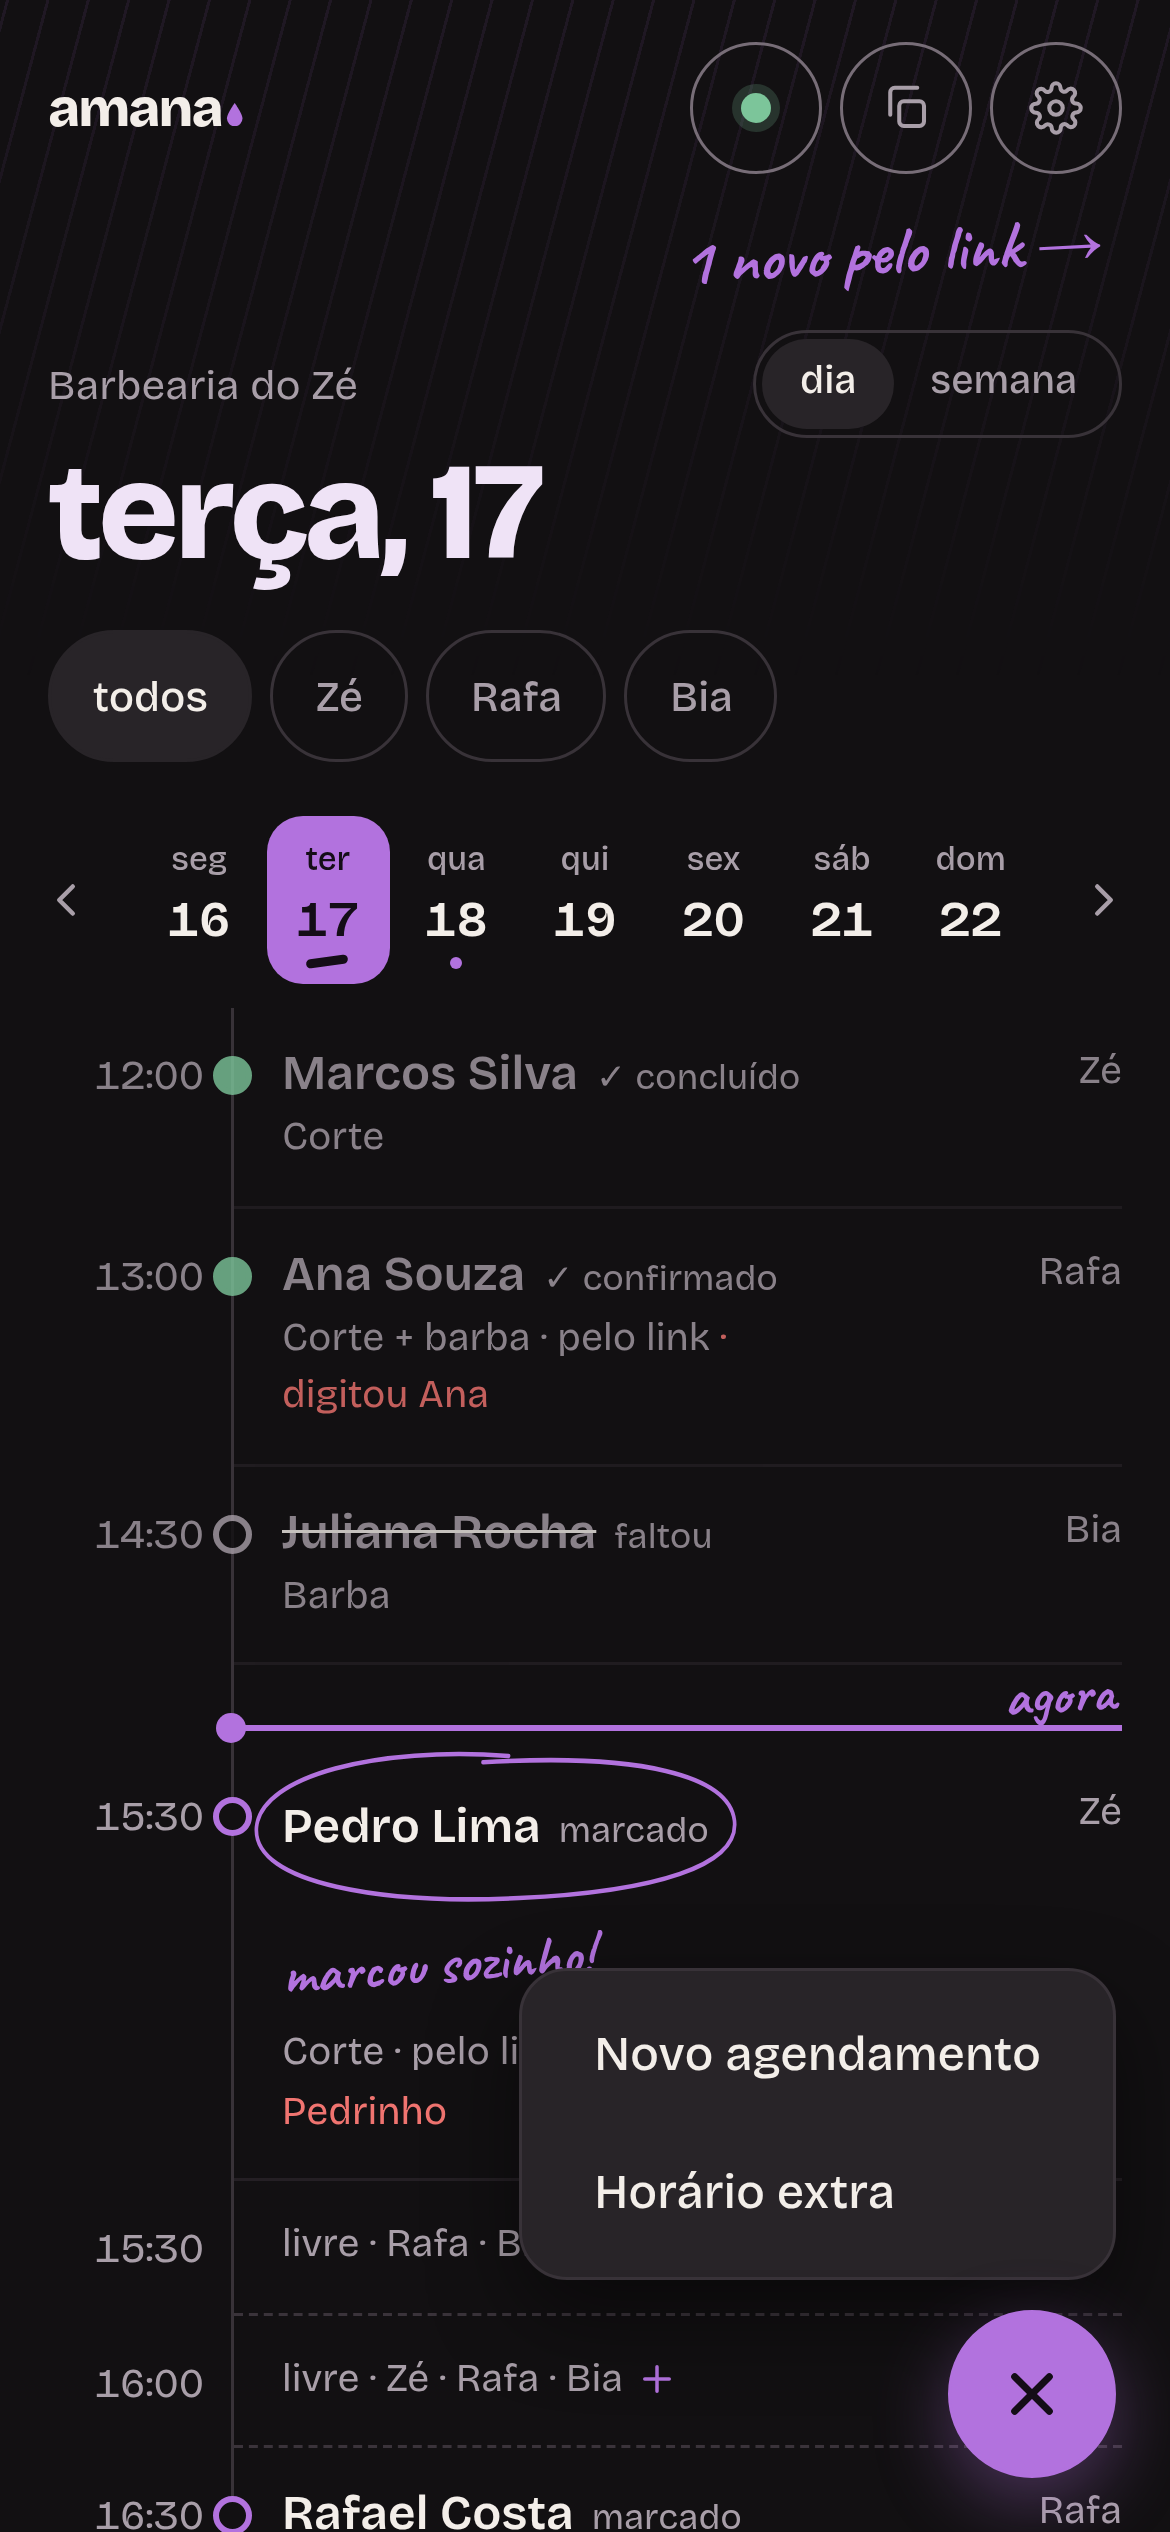 amana
1 novo pelo link →
Barbearia do Zé
dia semana
terça, 17
todos Zé Rafa Bia
seg ter qua qui sex sáb dom
16 17 18 19 20 21 22
12:00 Marcos Silva ✓ concluído Zé
Corte
13:00 Ana Souza ✓ confirmado Rafa
Corte + barba · pelo link ·
digitou Ana
14:30 Juliana Rocha faltou Bia
Barba
agora
15:30 Pedro Lima marcado Zé
marcou sozinho!
Corte · pelo li
Pedrinho
Novo agendamento
Horário extra
15:30 livre · Rafa · B
16:00 livre · Zé · Rafa · Bia +
16:30 Rafael Costa marcado Rafa